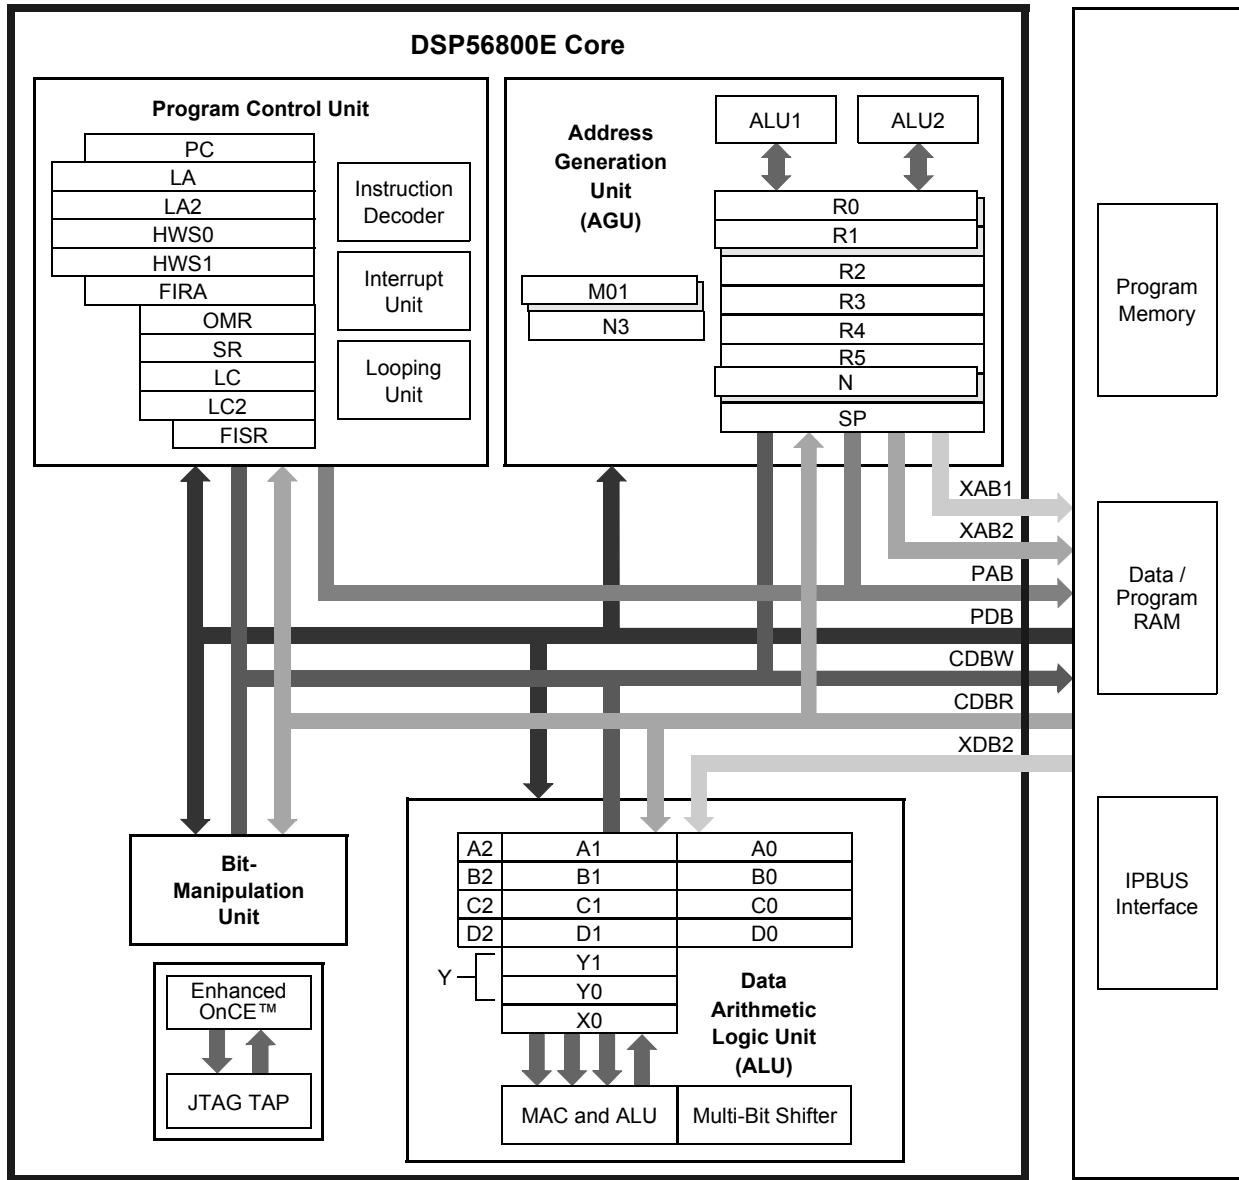 DSP56800E Core
Program Control Unit
PC
LA
LA2
HWS0
HWS1
FIRA
OMR
SR
LC
LC2
FISR
Instruction
Decoder
Interrupt
Unit
Looping
Unit
Address
Generation
Unit
(AGU)
ALU1
ALU2
R0
R1
R2
R3
R4
R5
N
SP
M01
N3
XAB1
XAB2
PAB
PDB
CDBW
CDBR
XDB2
Program
Memory
Data /
Program
RAM
IPBUS
Interface
Bit-
Manipulation
Unit
Enhanced
OnCE™
JTAG TAP
A2 A1 A0
B2 B1 B0
C2 C1 C0
D2 D1 D0
Y
Y1
Y0
X0
Data
Arithmetic
Logic Unit
(ALU)
MAC and ALU
Multi-Bit Shifter